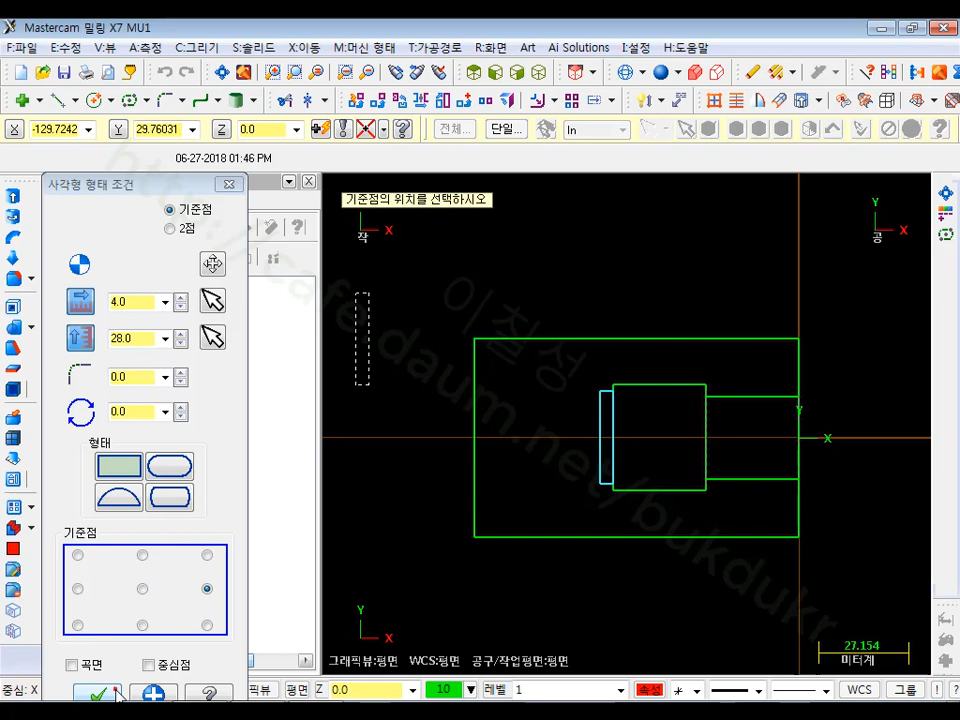 Mastercam 밀링 X7 MU1
F:파일 E:수정 V:뷰 A:측정 C:그리기 S:솔리드 X:이동 M:머신 형태 T:가공경로 R:화면 Art Ai Solutions I:설정 H:도움말
X -129.7242 Y 29.76031 Z 0.0 전체... 단일... In
06-27-2018 01:46 PM
사각형 형태 조건
기준점
2점
4.0
28.0
0.0
0.0
형태
기준점
곡면 중심점
기준점의 위치를 선택하시오
X
작
Y
X
공
Y
X
Y
X
27.154
미터계
그래픽뷰:평면 WCS:평면 공구/작업평면:평면
중심: X
픽뷰 평면 Z 0.0 10 레벨 1 속성 WCS 그룹
http://cafe.daum.net/bukdukr
이철성